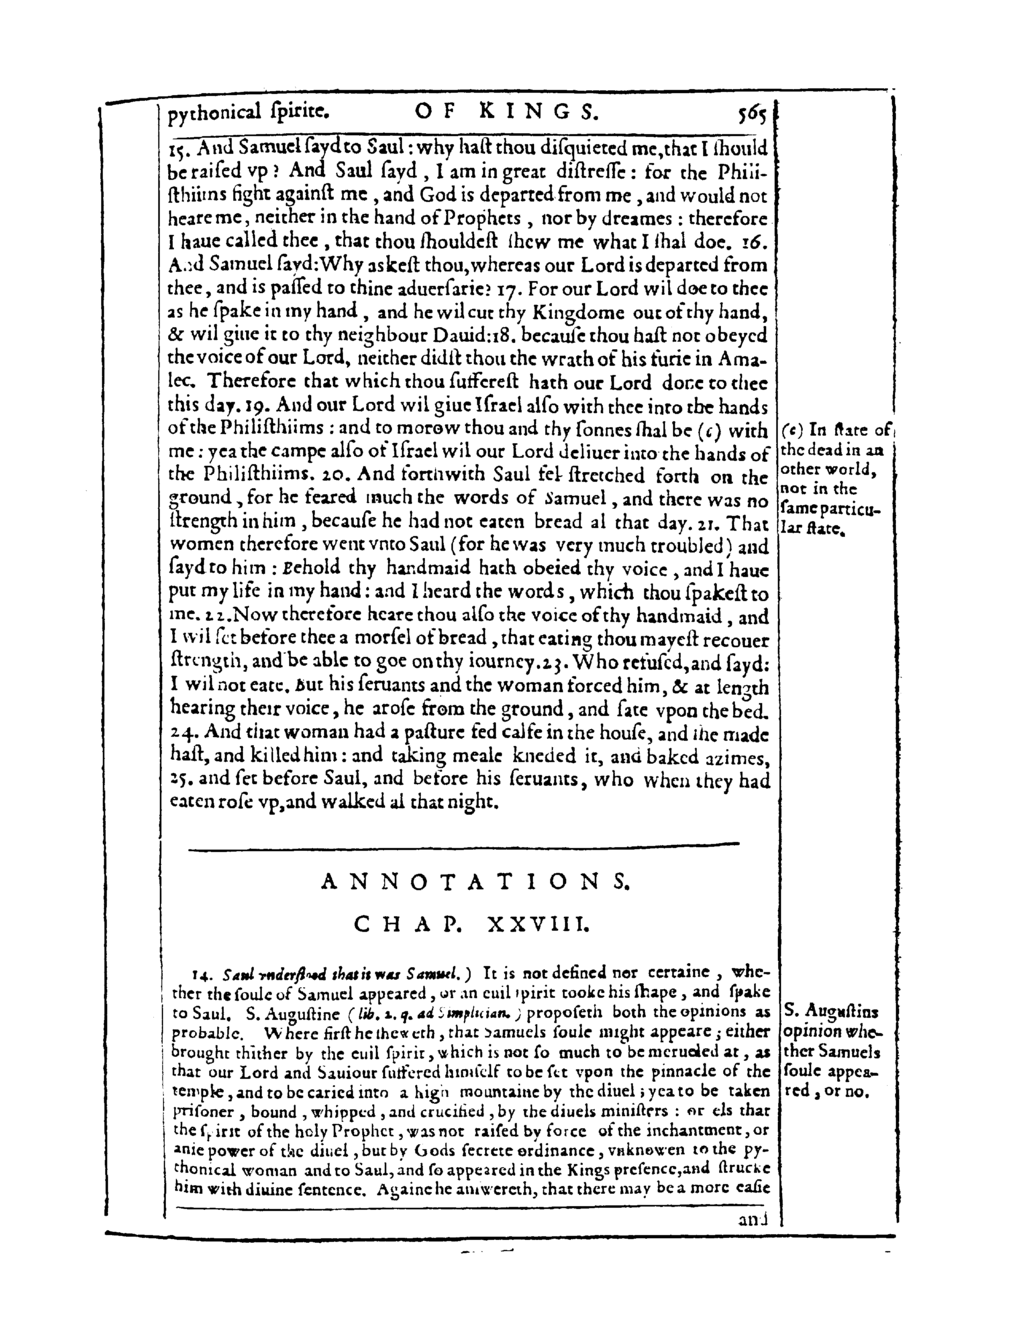 pythonical ſpirite. OF KINGS. 565
15. And Samuel ſayd to Saul: why haſt thou diſquieted me, that I ſhould
be raiſed vp? And Saul ſayd, I am in great diſtreſſe: for the Phili-
ſthiims fight againſt me, and God is departed from me, and would not
heare me, neither in the hand of Prophets, nor by dreames: therefore
I haue called thee, that thou ſhouldeſt ſhew me what I ſhal doe. 16.
And Samuel ſayd: Why askeſt thou, whereas our Lord is departed from
thee, and is paſſed to thine aduerſarie? 17. For our Lord wil doe to thee
as he ſpake in my hand, and he wil cut thy Kingdome out of thy hand,
& wil giue it to thy neighbour Dauid: 18. becauſe thou haſt not obeyed
the voice of our Lord, neither didſt thou the wrath of his furie in Ama-
lec. Therefore that which thou ſuffereſt hath our Lord done to thee
this day. 19. And our Lord wil giue Iſrael alſo with thee into the hands
of the Philiſthiims: and to morow thou and thy ſonnes ſhal be (c) with
me: yea the campe alſo of Iſrael wil our Lord deliuer into the hands of
the Philiſthiims. 20. And forthwith Saul fel ſtretched forth on the
ground, for he feared much the words of Samuel, and there was no
ſtrength in him, becauſe he had not eaten bread al that day. 21. That
women therefore went vnto Saul (for he was very much troubled) and
ſayd to him: Behold thy handmaid hath obeied thy voice, and I haue
put my life in my hand: and I heard the words, which thou ſpakeſt to
me. 22. Now therefore heare thou alſo the voice of thy handmaid, and
I wil ſet before thee a morſel of bread, that eating thou mayeſt recouer
ſtrength, and be able to goe on thy iourney. 23. Who refuſed, and ſayd:
I wil not eate. But his ſeruants and the woman forced him, & at length
hearing their voice, he aroſe from the ground, and ſate vpon the bed.
24. And that woman had a paſture fed calfe in the houſe, and ſhe made
haſt, and killed him: and taking meale kneded it, and baked azimes,
25. and ſet before Saul, and before his ſeruants, who when they had
eaten roſe vp, and walked al that night.
(c) In ſtate of
the dead in an
other world,
not in the
ſame particu-
lar ſtate.
ANNOTATIONS.
CHAP. XXVIII.
14. Saul vnderſtood that it was Samuel.) It is not defined nor certaine, whe-
ther the ſoule of Samuel appeared, or an euil ſpirit tooke his ſhape, and ſpake
to Saul. S. Auguſtine (lib. 2. q. ad Simplician.) propoſeth both the opinions as
probable. Where firſt he ſheweth, that Samuels ſoule might appeare; either
brought thither by the euil ſpirit, which is not ſo much to be merueled at, as
that our Lord and Sauiour ſuffered himſelf to be ſet vpon the pinnacle of the
temple, and to be caried into a high mountaine by the diuel; yea to be taken
priſoner, bound, whipped, and crucified, by the diuels miniſters: or els that
the ſpirit of the holy Prophet, was not raiſed by force of the inchantment, or
anie power of the diuel, but by Gods ſecrete ordinance, vnknowen to the py-
thonical woman and to Saul, and ſo appeared in the Kings preſence, and ſtrucke
him with diuine ſentence. Againe he anſwereth, that there may be a more eaſie
S. Auguſtins
opinion whe-
ther Samuels
ſoule appea-
red, or no.
and